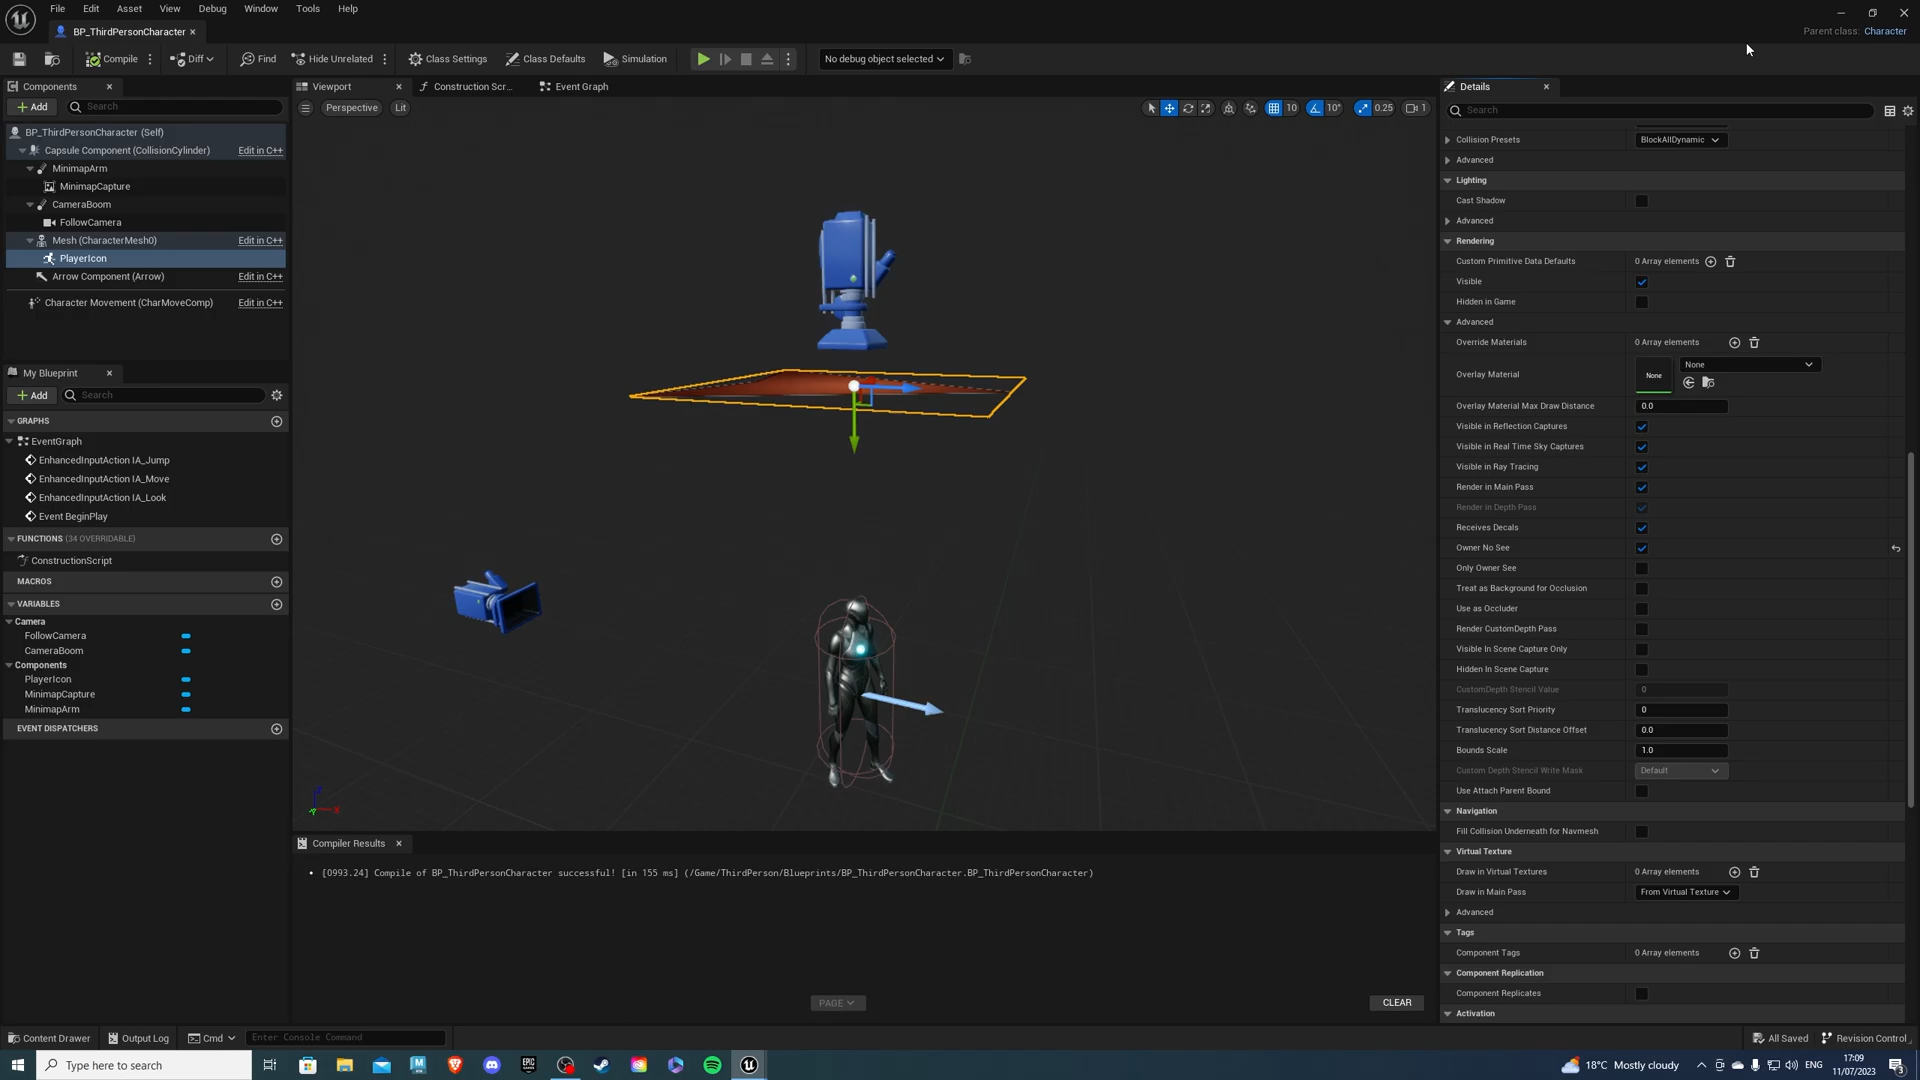 File Edit Asset View Debug Window Tools Help
BP_ThirdPersonCharacter
Parent class: Character
Compile Diff Find Hide Unrelated Class Settings Class Defaults Simulation No debug object selected
Components
Add Search
BP_ThirdPersonCharacter (Self)
Capsule Component (CollisionCylinder) Edit in C++
MinimapArm
MinimapCapture
CameraBoom
FollowCamera
Mesh (CharacterMesh0) Edit in C++
PlayerIcon
Arrow Component (Arrow) Edit in C++
Character Movement (CharMoveComp) Edit in C++
My Blueprint
Add Search
GRAPHS
EventGraph
EnhancedInputAction IA_Jump
EnhancedInputAction IA_Move
EnhancedInputAction IA_Look
Event BeginPlay
FUNCTIONS (34 OVERRIDABLE)
ConstructionScript
MACROS
VARIABLES
Camera
FollowCamera
CameraBoom
Components
PlayerIcon
MinimapCapture
MinimapArm
EVENT DISPATCHERS
Viewport Construction Scr... Event Graph
Perspective Lit 10 10° 0.25 1
Z X Y
Compiler Results
[0993.24] Compile of BP_ThirdPersonCharacter successful! [in 155 ms] (/Game/ThirdPerson/Blueprints/BP_ThirdPersonCharacter.BP_ThirdPersonCharacter)
PAGE CLEAR
Details
Search
Collision Presets BlockAllDynamic
Advanced
Lighting
Cast Shadow
Advanced
Rendering
Custom Primitive Data Defaults 0 Array elements
Visible
Hidden in Game
Advanced
Override Materials 0 Array elements
Overlay Material None None
Overlay Material Max Draw Distance 0.0
Visible in Reflection Captures
Visible in Real Time Sky Captures
Visible in Ray Tracing
Render in Main Pass
Render in Depth Pass
Receives Decals
Owner No See
Only Owner See
Treat as Background for Occlusion
Use as Occluder
Render CustomDepth Pass
Visible In Scene Capture Only
Hidden In Scene Capture
CustomDepth Stencil Value 0
Translucency Sort Priority 0
Translucency Sort Distance Offset 0.0
Bounds Scale 1.0
Custom Depth Stencil Write Mask Default
Use Attach Parent Bound
Navigation
Fill Collision Underneath for Navmesh
Virtual Texture
Draw in Virtual Textures 0 Array elements
Draw in Main Pass From Virtual Texture
Advanced
Tags
Component Tags 0 Array elements
Component Replication
Component Replicates
Activation
Content Drawer Output Log Cmd Enter Console Command All Saved Revision Control
Type here to search 18°C Mostly cloudy ENG 17:09
11/07/2023 3